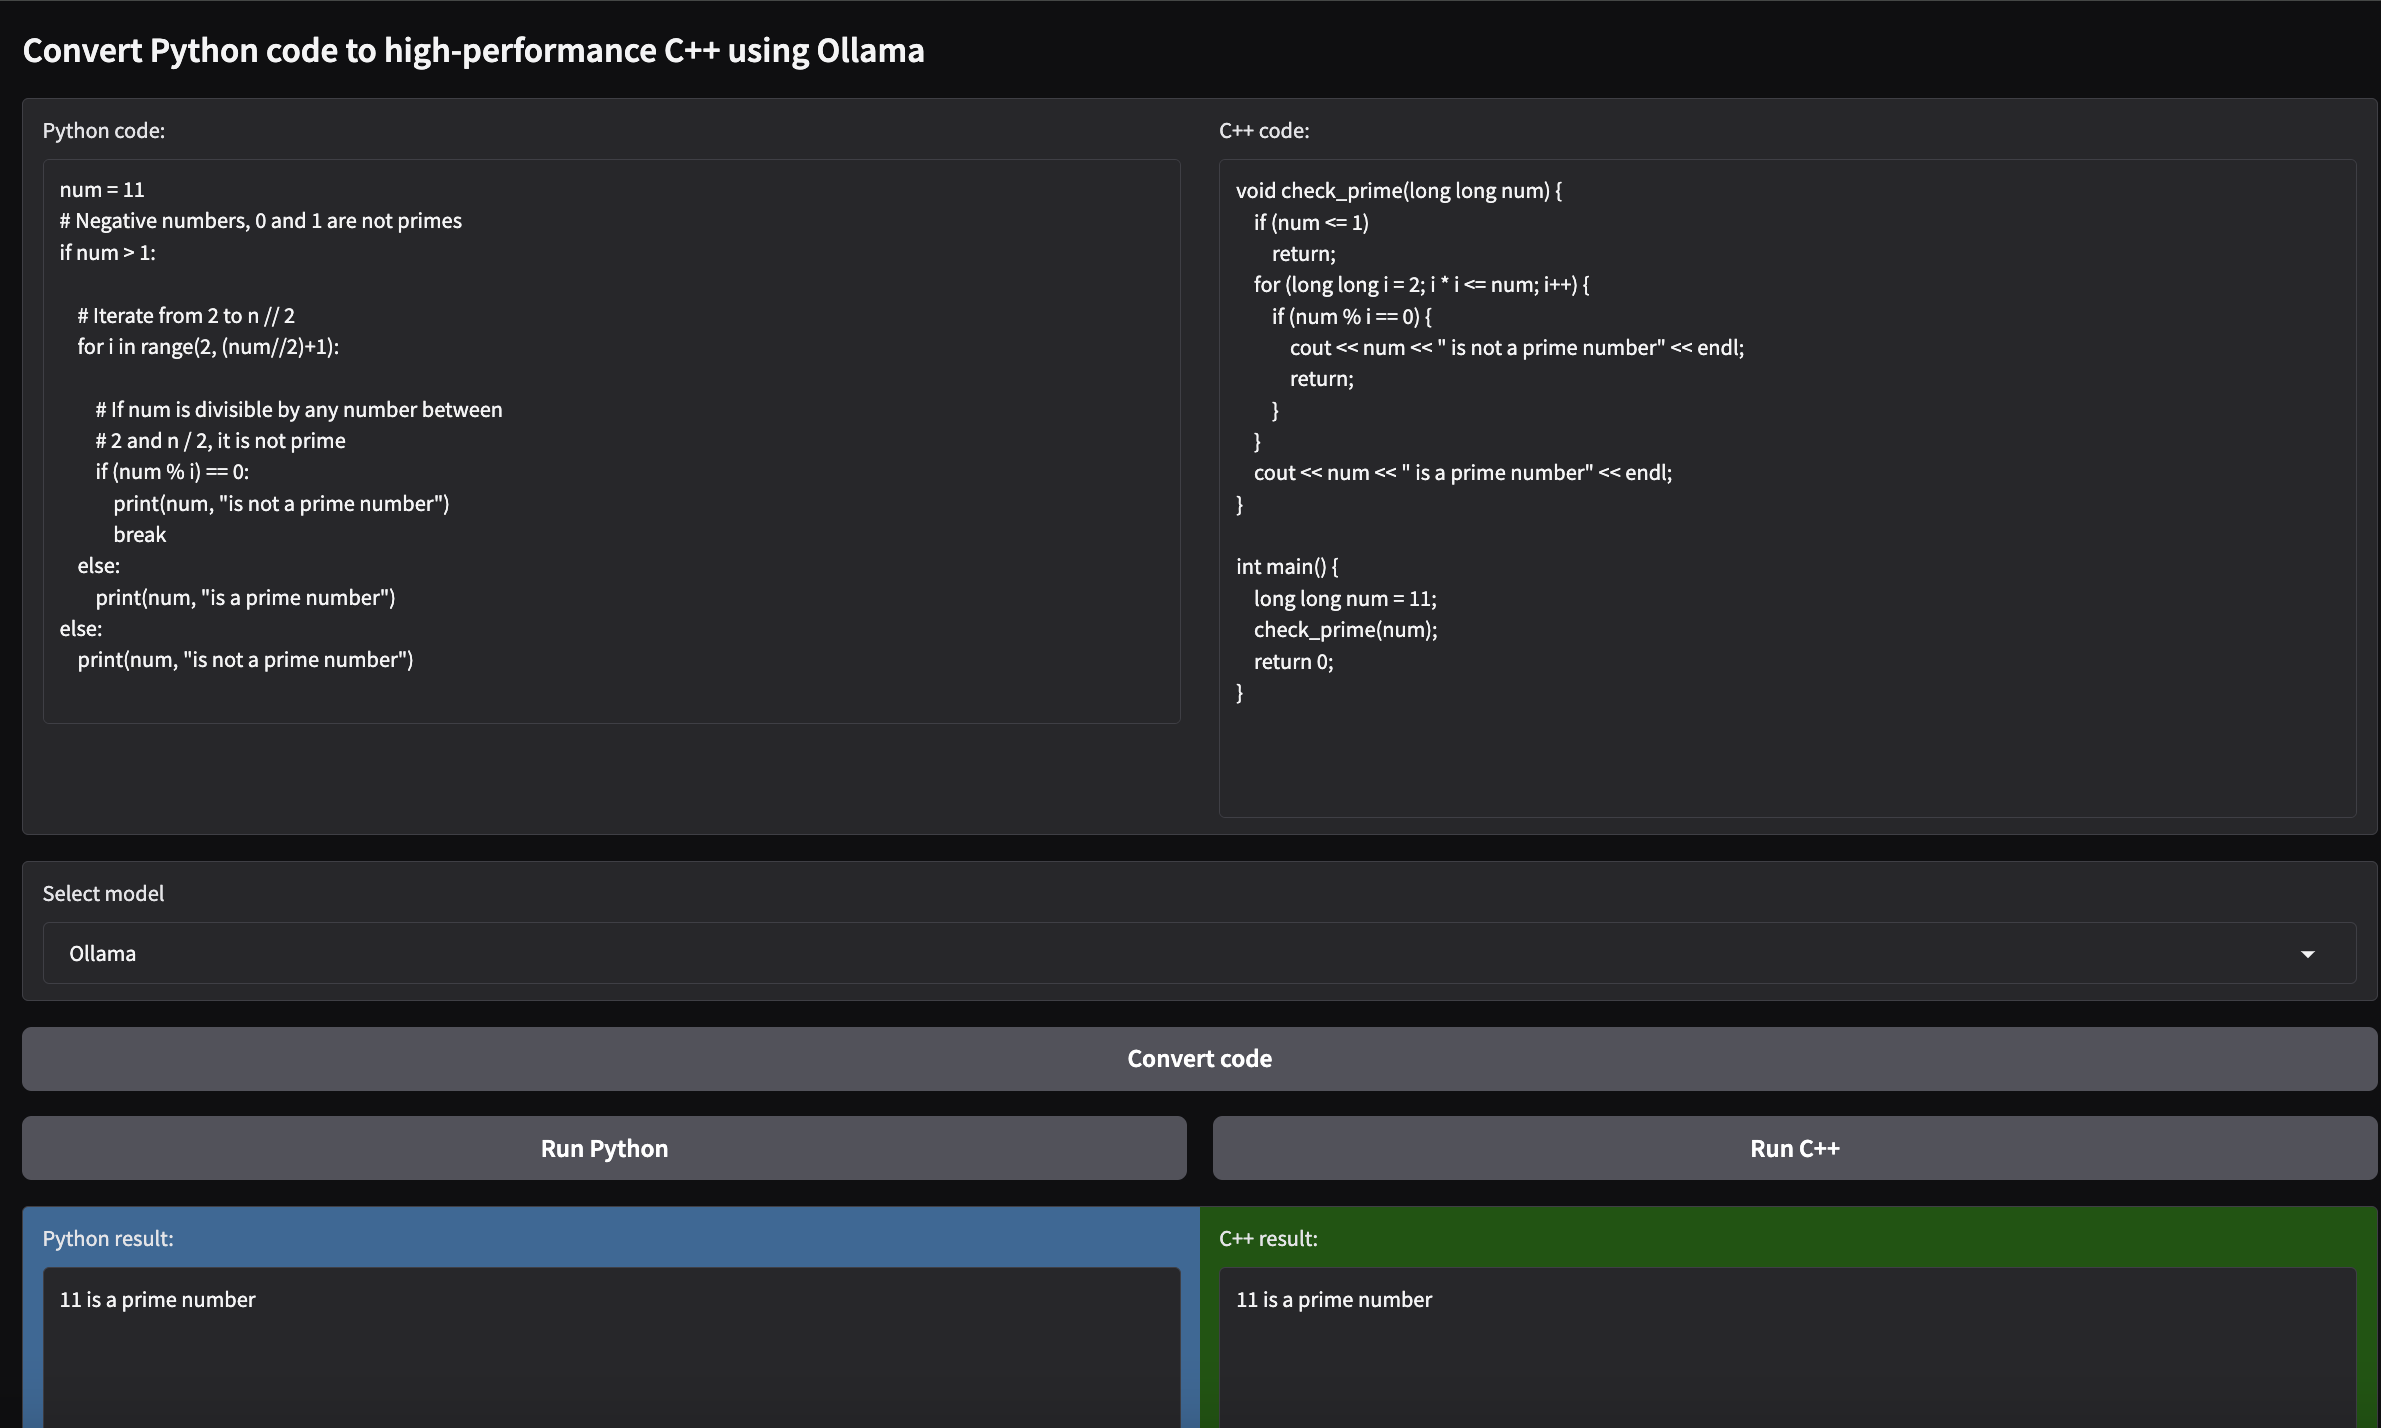 Convert Python code to high-performance C++ using Ollama
Python code:
num = 11
# Negative numbers, 0 and 1 are not primes
if num > 1:

    # Iterate from 2 to n // 2
    for i in range(2, (num//2)+1):

        # If num is divisible by any number between
        # 2 and n / 2, it is not prime
        if (num % i) == 0:
            print(num, "is not a prime number")
            break
    else:
        print(num, "is a prime number")
else:
    print(num, "is not a prime number")
C++ code:
void check_prime(long long num) {
    if (num <= 1)
        return;
    for (long long i = 2; i * i <= num; i++) {
        if (num % i == 0) {
            cout << num << " is not a prime number" << endl;
            return;
        }
    }
    cout << num << " is a prime number" << endl;
}

int main() {
    long long num = 11;
    check_prime(num);
    return 0;
}
Select model
Ollama
Convert code
Run Python
Run C++
Python result:
11 is a prime number
C++ result:
11 is a prime number